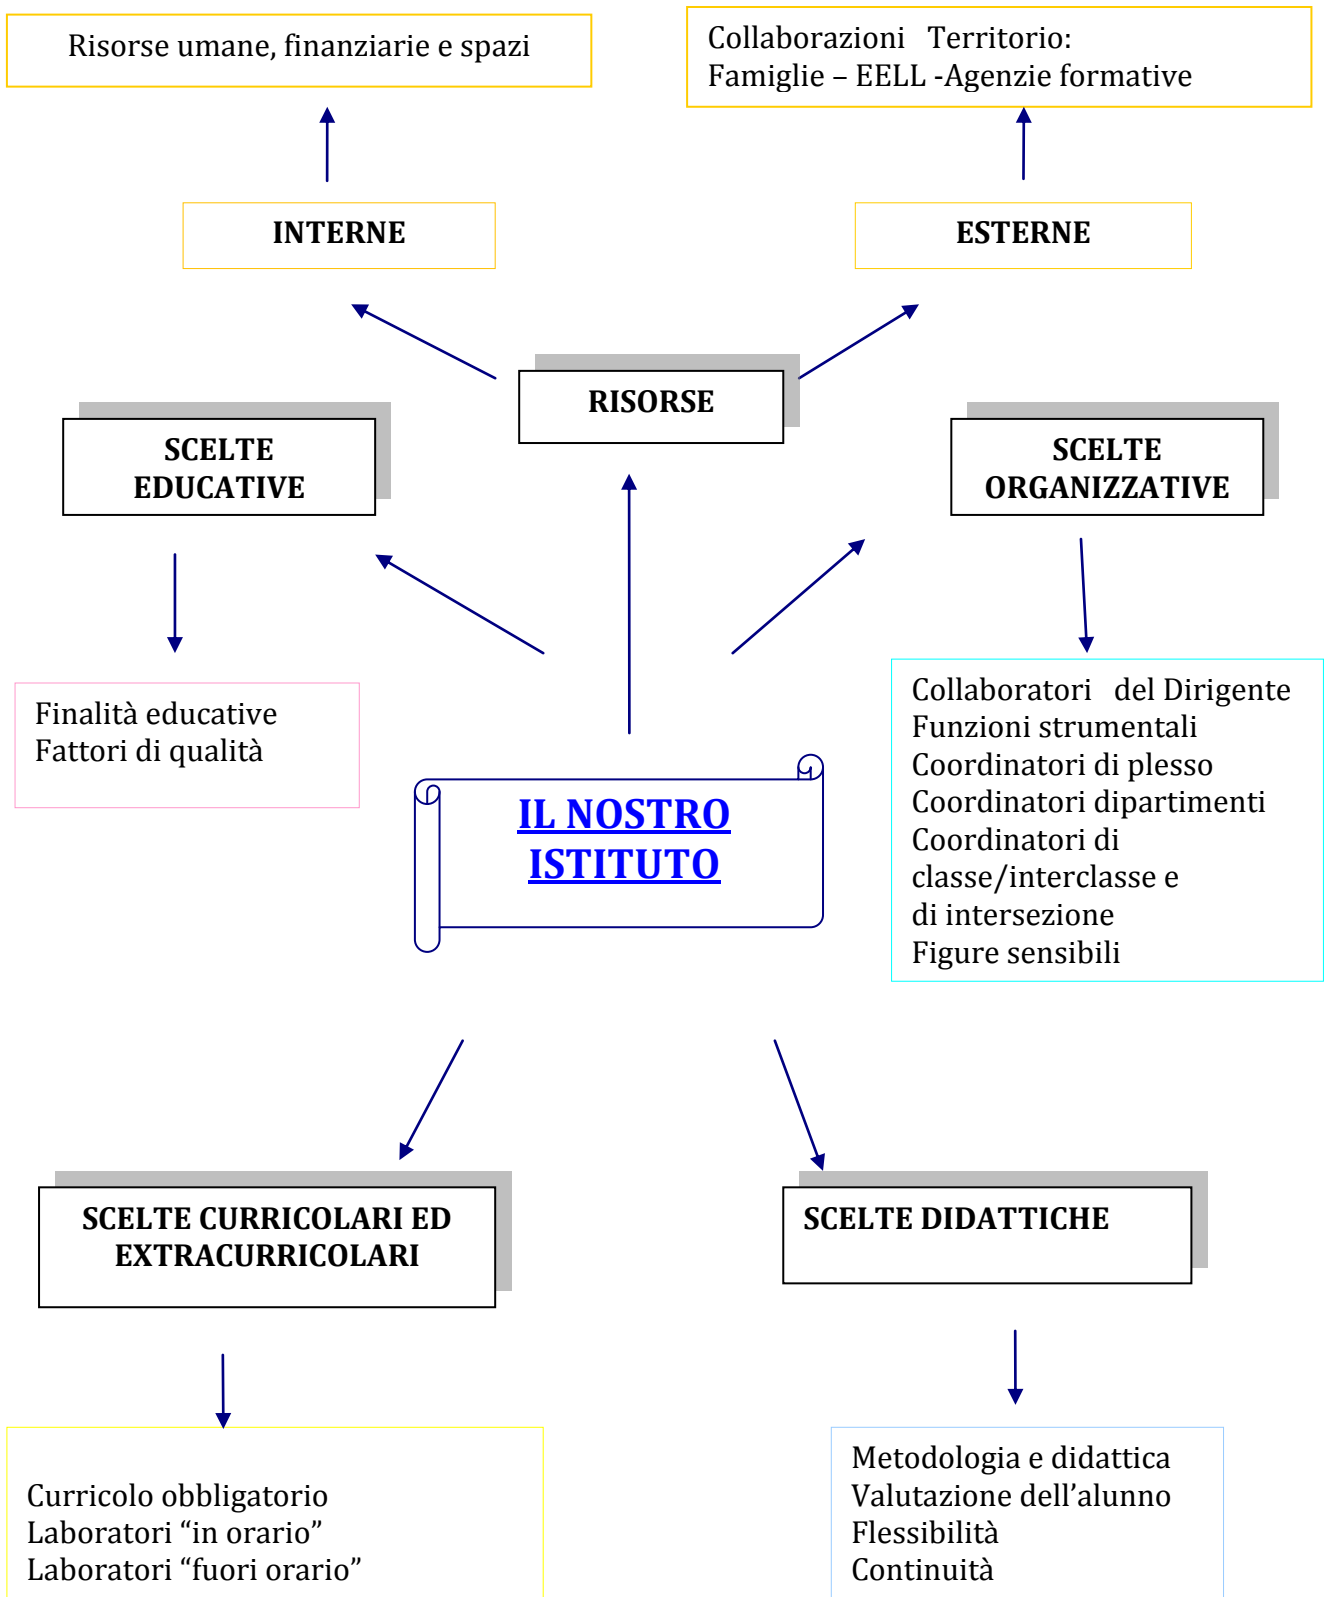 Risorse umane, finanziarie e spazi
Collaborazioni Territorio:
Famiglie – EELL -Agenzie formative
INTERNE
ESTERNE
RISORSE
SCELTE
EDUCATIVE
SCELTE
ORGANIZZATIVE
Finalità educative
Fattori di qualità
IL NOSTRO
ISTITUTO
Collaboratori del Dirigente
Funzioni strumentali
Coordinatori di plesso
Coordinatori dipartimenti
Coordinatori di
classe/interclasse e
di intersezione
Figure sensibili
SCELTE CURRICOLARI ED
EXTRACURRICOLARI
SCELTE DIDATTICHE
Curricolo obbligatorio
Laboratori “in orario”
Laboratori “fuori orario”
Metodologia e didattica
Valutazione dell’alunno
Flessibilità
Continuità